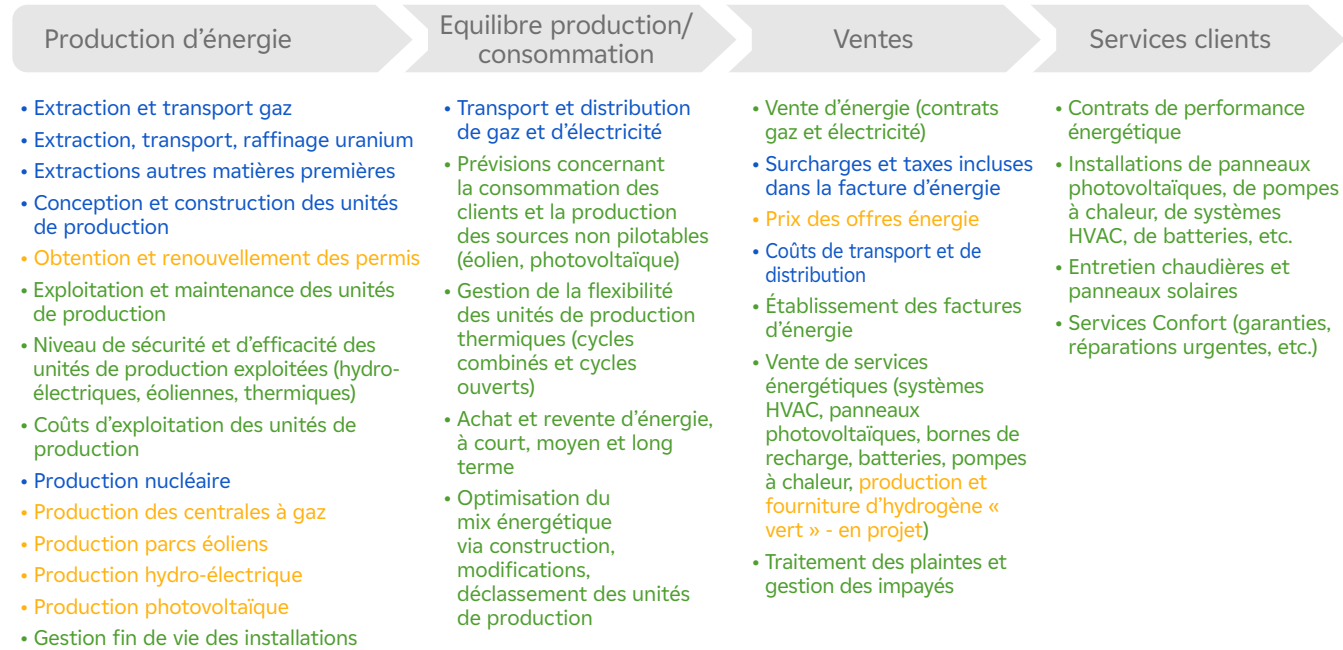 Production d'énergie
Equilibre production/
consommation
Ventes
Services clients
• Extraction et transport gaz
• Extraction, transport, raffinage uranium
• Extractions autres matières premières
• Conception et construction des unités
de production
• Obtention et renouvellement des permis
• Exploitation et maintenance des unités
de production
• Niveau de sécurité et d'efficacité des
unités de production exploitées (hydro-
électriques, éoliennes, thermiques)
• Coûts d'exploitation des unités de
production
• Production nucléaire
• Production des centrales à gaz
• Production parcs éoliens
• Production hydro-électrique
• Production photovoltaïque
• Gestion fin de vie des installations
• Transport et distribution
de gaz et d'électricité
• Prévisions concernant
la consommation des
clients et la production
des sources non pilotables
(éolien, photovoltaïque)
• Gestion de la flexibilité
des unités de production
thermiques (cycles
combinés et cycles
ouverts)
• Achat et revente d'énergie,
à court, moyen et long
terme
• Optimisation du
mix énergétique
via construction,
modifications,
déclassement des unités
de production
• Vente d'énergie (contrats
gaz et électricité)
• Surcharges et taxes incluses
dans la facture d'énergie
• Prix des offres énergie
• Coûts de transport et de
distribution
• Établissement des factures
d'énergie
• Vente de services
énergétiques (systèmes
HVAC, panneaux
photovoltaïques, bornes de
recharge, batteries, pompes
à chaleur, production et
fourniture d'hydrogène «
vert » - en projet)
• Traitement des plaintes et
gestion des impayés
• Contrats de performance
énergétique
• Installations de panneaux
photovoltaïques, de pompes
à chaleur, de systèmes
HVAC, de batteries, etc.
• Entretien chaudières et
panneaux solaires
• Services Confort (garanties,
réparations urgentes, etc.)